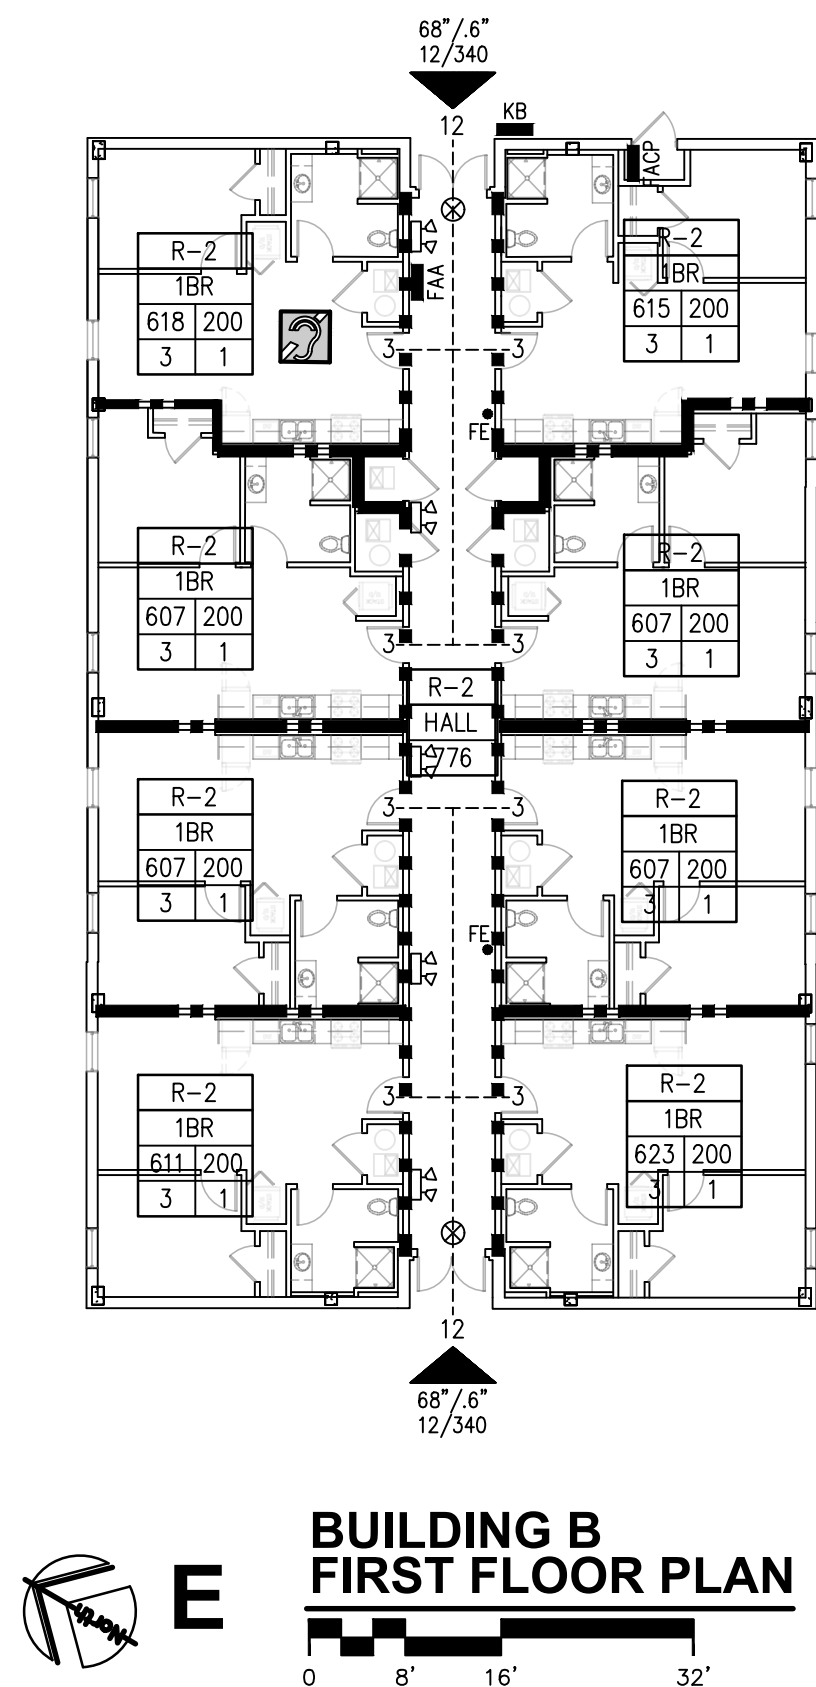 68"/.6"
12/340
KB
12
FACP
R-2
1BR
618 200
3 1
FAA
R-2
1BR
615 200
3 1
3 3
FE
R-2
1BR
607 200
3 1
R-2
1BR
607 200
3 1
3 3
R-2
HALL
776
R-2
1BR
607 200
3 1
R-2
1BR
607 200
3 1
3 3
FE
R-2
1BR
611 200
3 1
R-2
1BR
623 200
3 1
3 3
12
68"/.6"
12/340
North
E
BUILDING B
FIRST FLOOR PLAN
0 8' 16' 32'